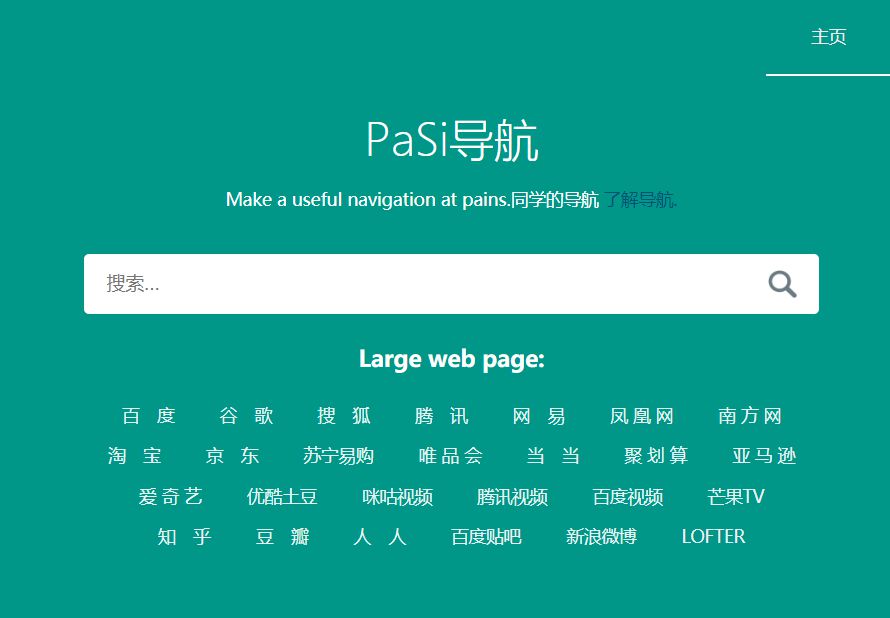 主页
PaSi导航
Make a useful navigation at pains.同学的导航 了解导航.
搜索...
Large web page:
百 度 谷 歌 搜 狐 腾 讯 网 易 凤 凰 网 南 方 网
淘 宝 京 东 苏宁易购 唯 品 会 当 当 聚 划 算 亚 马 逊
爱 奇 艺 优酷土豆 咪咕视频 腾讯视频 百度视频 芒果TV
知 乎 豆 瓣 人 人 百度贴吧 新浪微博 LOFTER